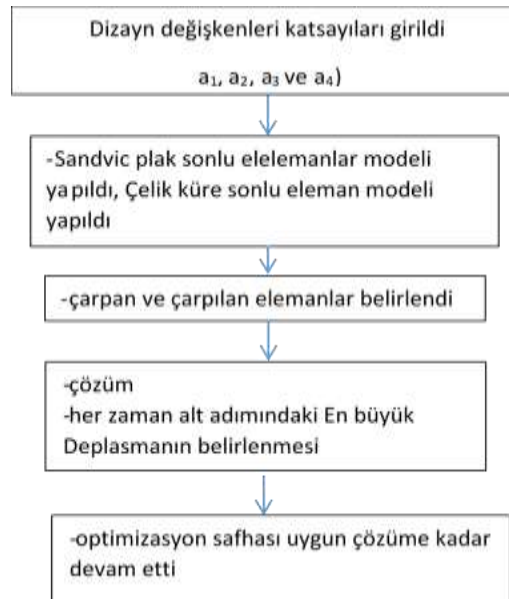 Dizayn değişkenleri katsayıları girildi
a₁, a₂, a₃ ve a₄)
-Sandvic plak sonlu elelemanlar modeli
yapıldı, Çelik küre sonlu eleman modeli
yapıldı
-çarpan ve çarpılan elemanlar belirlendi
-çözüm
-her zaman alt adımındaki En büyük
Deplasmanın belirlenmesi
-optimizasyon safhası uygun çözüme kadar
devam etti